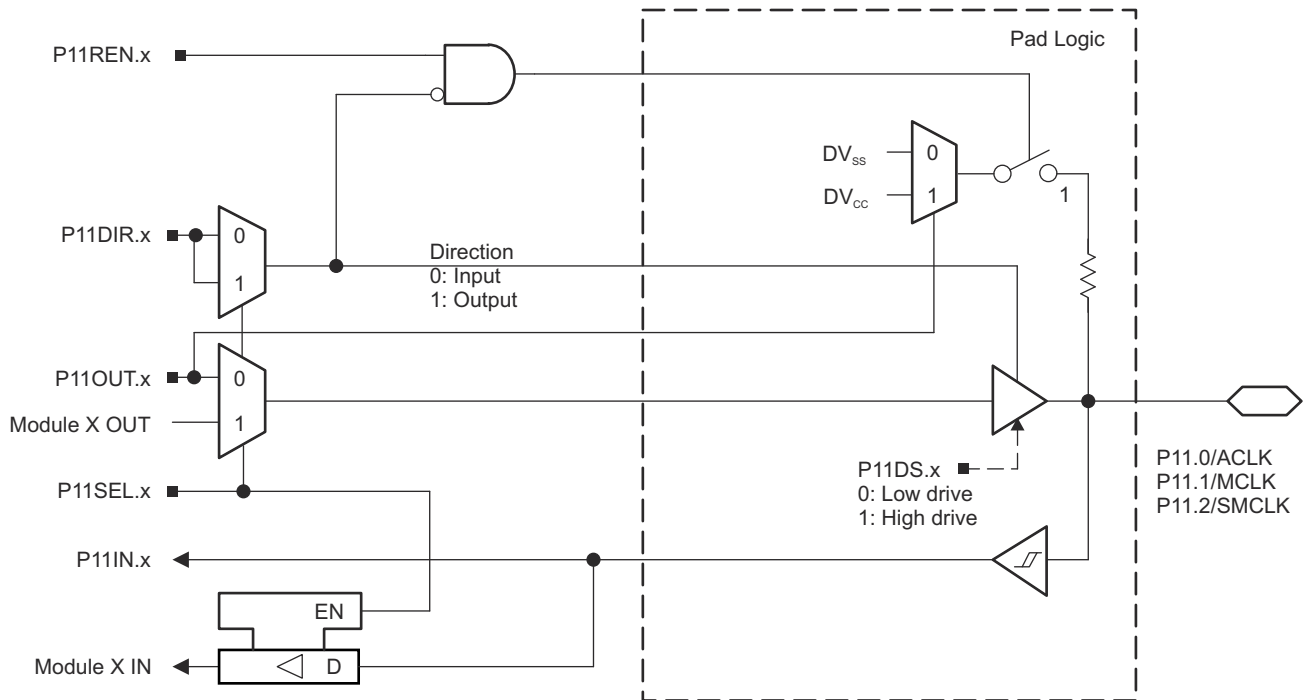 Pad Logic
P11REN.x
DVSS
0
DVCC
1
1
P11DIR.x
0
1
Direction
0: Input
1: Output
P11OUT.x
0
Module X OUT
1
P11DS.x
0: Low drive
1: High drive
P11.0/ACLK
P11.1/MCLK
P11.2/SMCLK
P11SEL.x
P11IN.x
EN
Module X IN
D